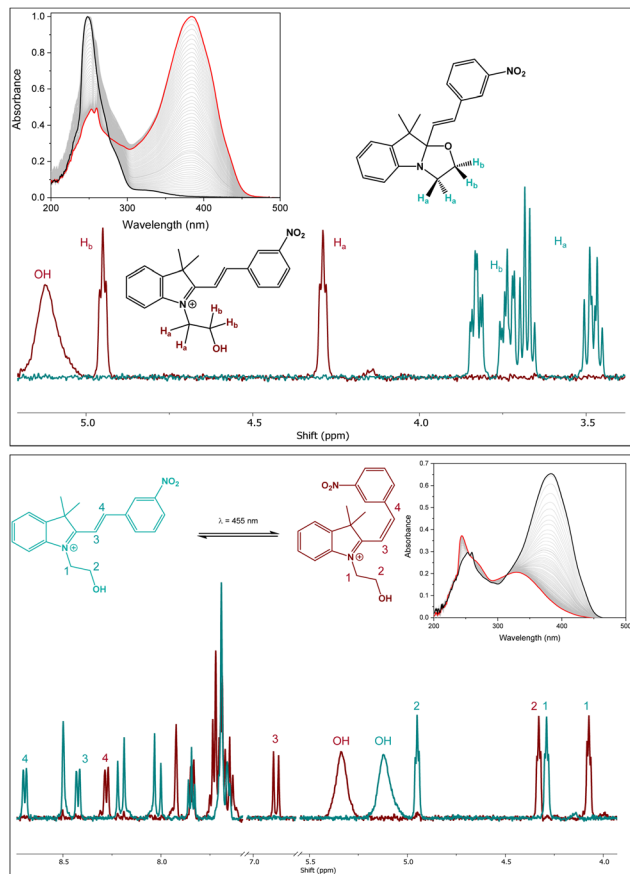 1.0
0.8
0.6
0.4
0.2
0
Absorbance
200
300
400
500
Wavelength (nm)
NO2
N
O
Hb
Hb
Ha
Ha
Hb
OH
NO2
N
Hb
Hb
Ha
Ha
OH
Ha
Hb
Ha
5.0
4.5
4.0
3.5
Shift (ppm)
NO2
4
3
N
1
2
OH
λ = 455 nm
NO2
4
3
N
1
2
OH
0.7
0.6
0.5
0.4
0.3
0.2
0.1
0.0
Absorbance
200
300
400
500
Wavelength (nm)
4
3
4
3
OH
OH
2
2
1
1
8.5
8.0
7.0
5.5
5.0
4.5
4.0
Shift (ppm)